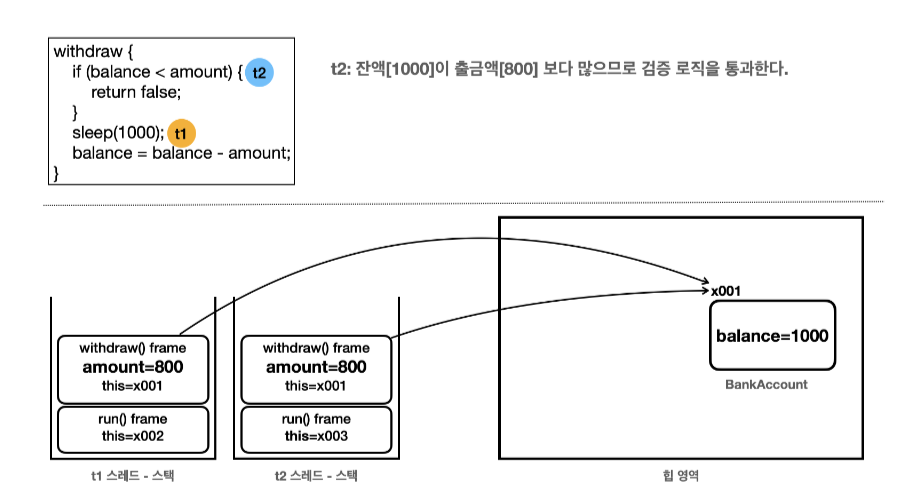 withdraw {
if (balance < amount) { t2
return false;
}
sleep(1000); t1
balance = balance - amount;
}
t2: 잔액[1000]이 출금액[800] 보다 많으므로 검증 로직을 통과한다.
x001
balance=1000
BankAccount
withdraw() frame
amount=800
this=x001
run() frame
this=x002
t1 스레드 - 스택
withdraw() frame
amount=800
this=x001
run() frame
this=x003
t2 스레드 - 스택
힙 영역